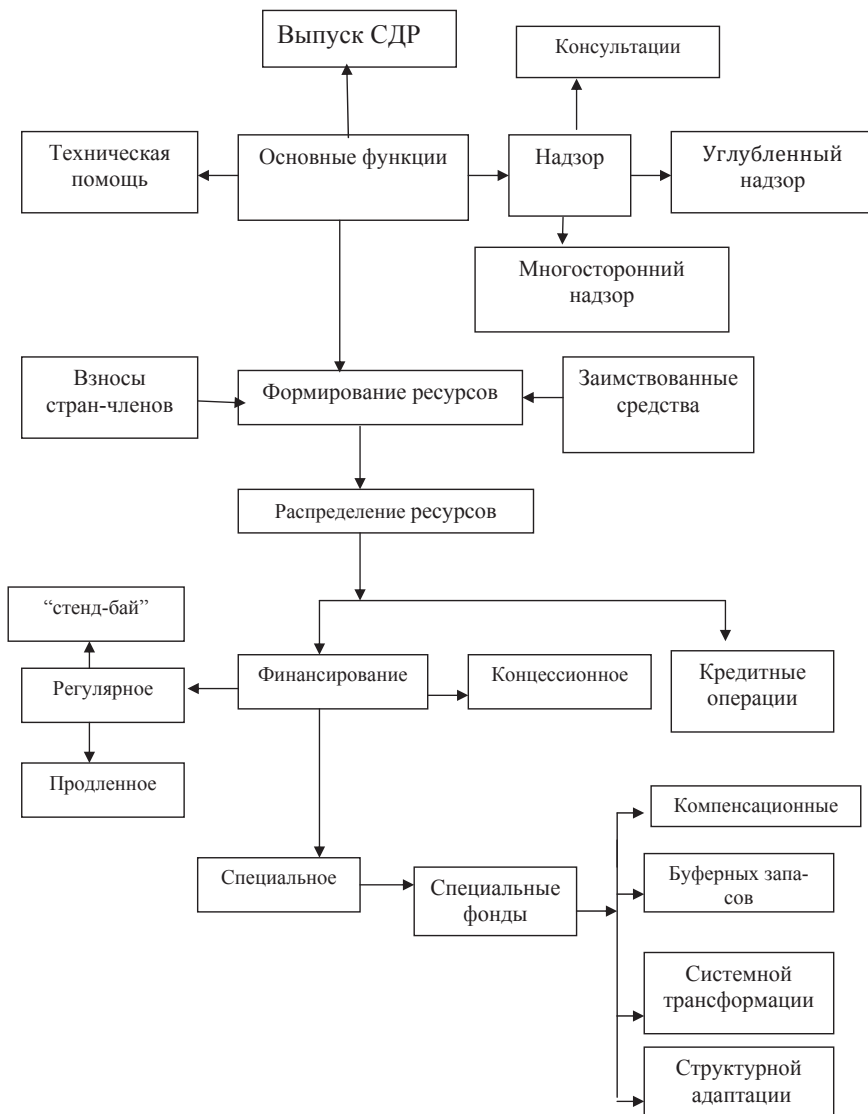 Выпуск СДР
Консультации
Техническая
помощь
Основные функции
Надзор
Углубленный
надзор
Многосторонний
надзор
Взносы
стран-членов
Формирование ресурсов
Заимствованные
средства
Распределение ресурсов
“стенд-бай”
Регулярное
Финансирование
Концессионное
Кредитные
операции
Продленное
Компенсационные
Специальное
Специальные
фонды
Буферных запа-
сов
Системной
трансформации
Структурной
адаптации